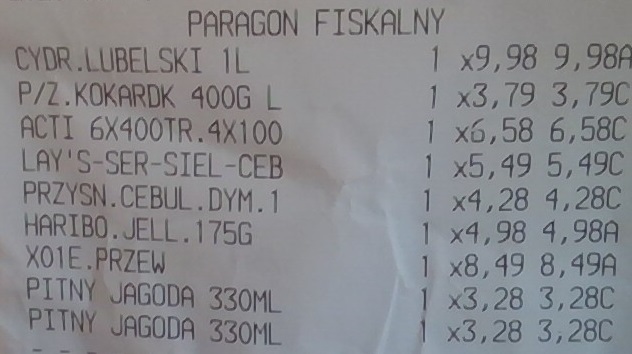 PARAGON FISKALNY
CYDR.LUBELSKI 1L 1 x9,98 9,98A
P/Z.KOKARDK 400G L 1 x3,79 3,79C
ACTI 6X400TR.4X100 1 x6,58 6,58C
LAY'S-SER-SIEL-CEB 1 x5,49 5,49C
PRZYSN.CEBUL.DYM.1 1 x4,28 4,28C
HARIBO.JELL.175G 1 x4,98 4,98A
X01E.PRZEW 1 x8,49 8,49A
PITNY JAGODA 330ML 1 x3,28 3,28C
PITNY JAGODA 330ML 1 x3,28 3,28C